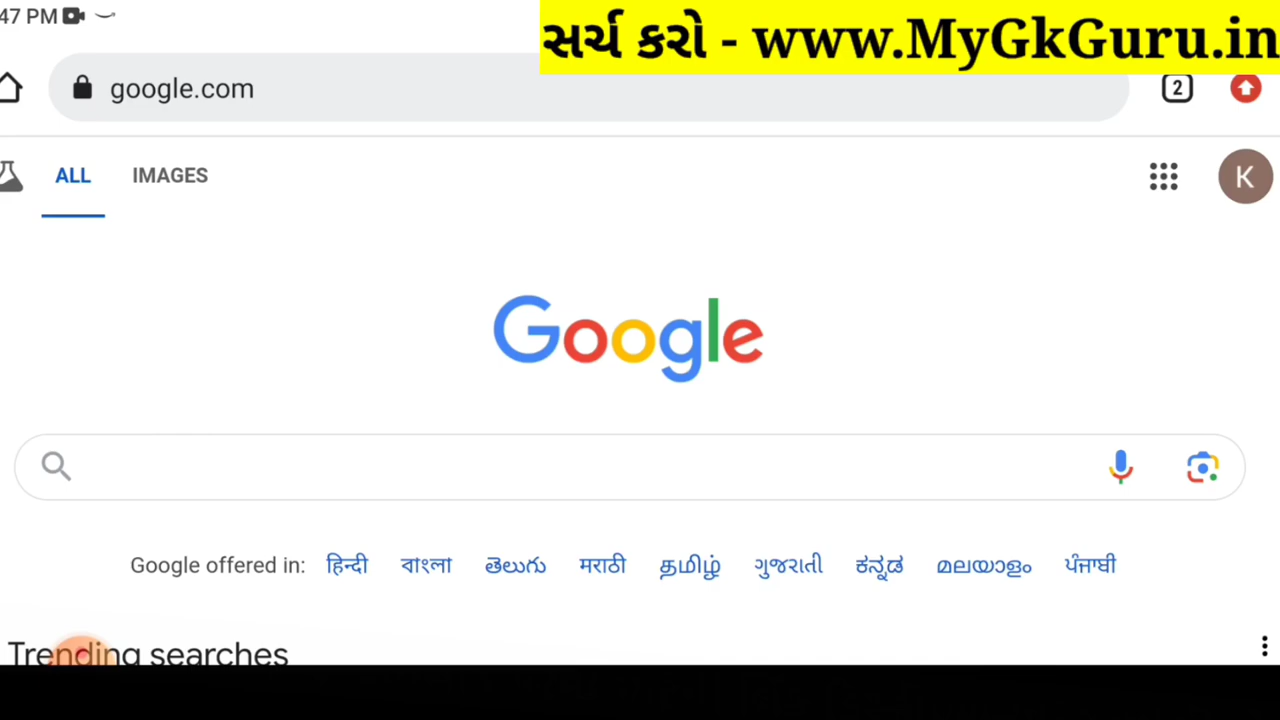 47 PM
સર્ચ કરો - www.MyGkGuru.in
google.com
2
ALL IMAGES
K
Google
Google offered in: हिन्दी বাংলা తెలుగు मराठी தமிழ் ગુજરાતી ಕನ್ನಡ മലയാളം ਪੰਜਾਬੀ
Trending searches